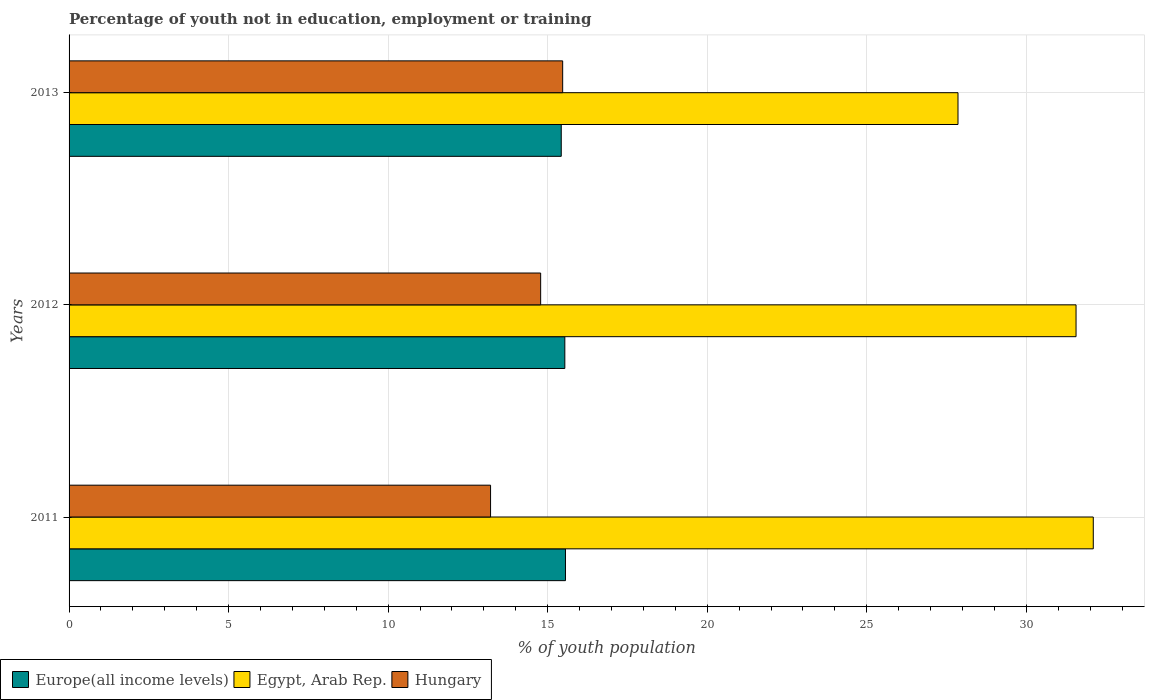 Percentage of youth not in education, employment or training
2013
2012
2011
Years
0
5
10
15
20
25
30
% of youth population
Europe(all income levels)
Egypt, Arab Rep.
Hungary